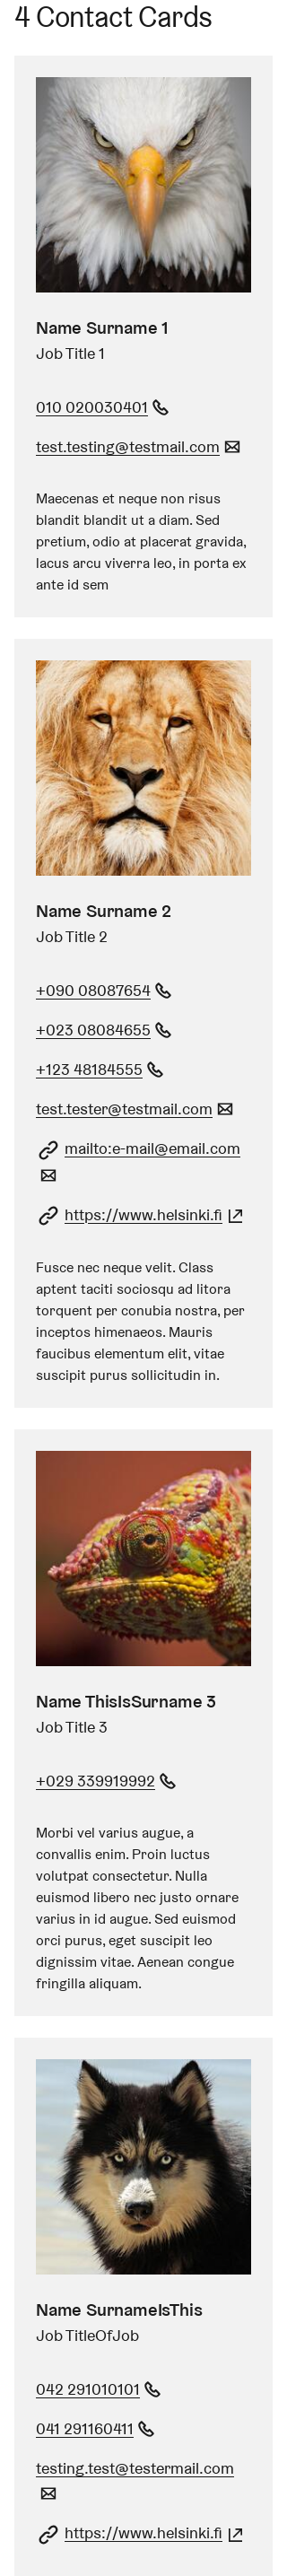 4 Contact Cards
Name Surname 1
Job Title 1
010 020030401
test.testing@testmail.com
Maecenas et neque non risus
blandit blandit ut a diam. Sed
pretium, odio at placerat gravida,
lacus arcu viverra leo, in porta ex
ante id sem
Name Surname 2
Job Title 2
+090 08087654
+023 08084655
+123 48184555
test.tester@testmail.com
mailto:e-mail@email.com
https://www.helsinki.fi
Fusce nec neque velit. Class
aptent taciti sociosqu ad litora
torquent per conubia nostra, per
inceptos himenaeos. Mauris
faucibus elementum elit, vitae
suscipit purus sollicitudin in.
Name ThisIsSurname 3
Job Title 3
+029 339919992
Morbi vel varius augue, a
convallis enim. Proin luctus
volutpat consectetur. Nulla
euismod libero nec justo ornare
varius in id augue. Sed euismod
orci purus, eget suscipit leo
dignissim vitae. Aenean congue
fringilla aliquam.
Name SurnameIsThis
Job TitleOfJob
042 291010101
041 291160411
testing.test@testermail.com
https://www.helsinki.fi